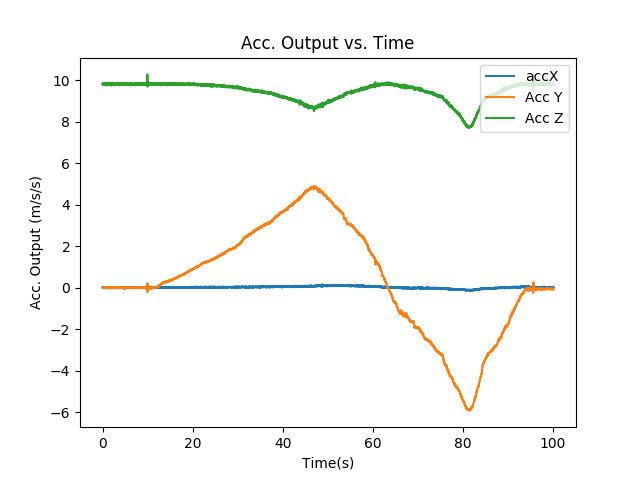 Acc. Output vs. Time
accX
Acc Y
Acc Z
Acc. Output (m/s/s)
10
8
6
4
2
0
−2
−4
−6
0 20 40 60 80 100
Time(s)